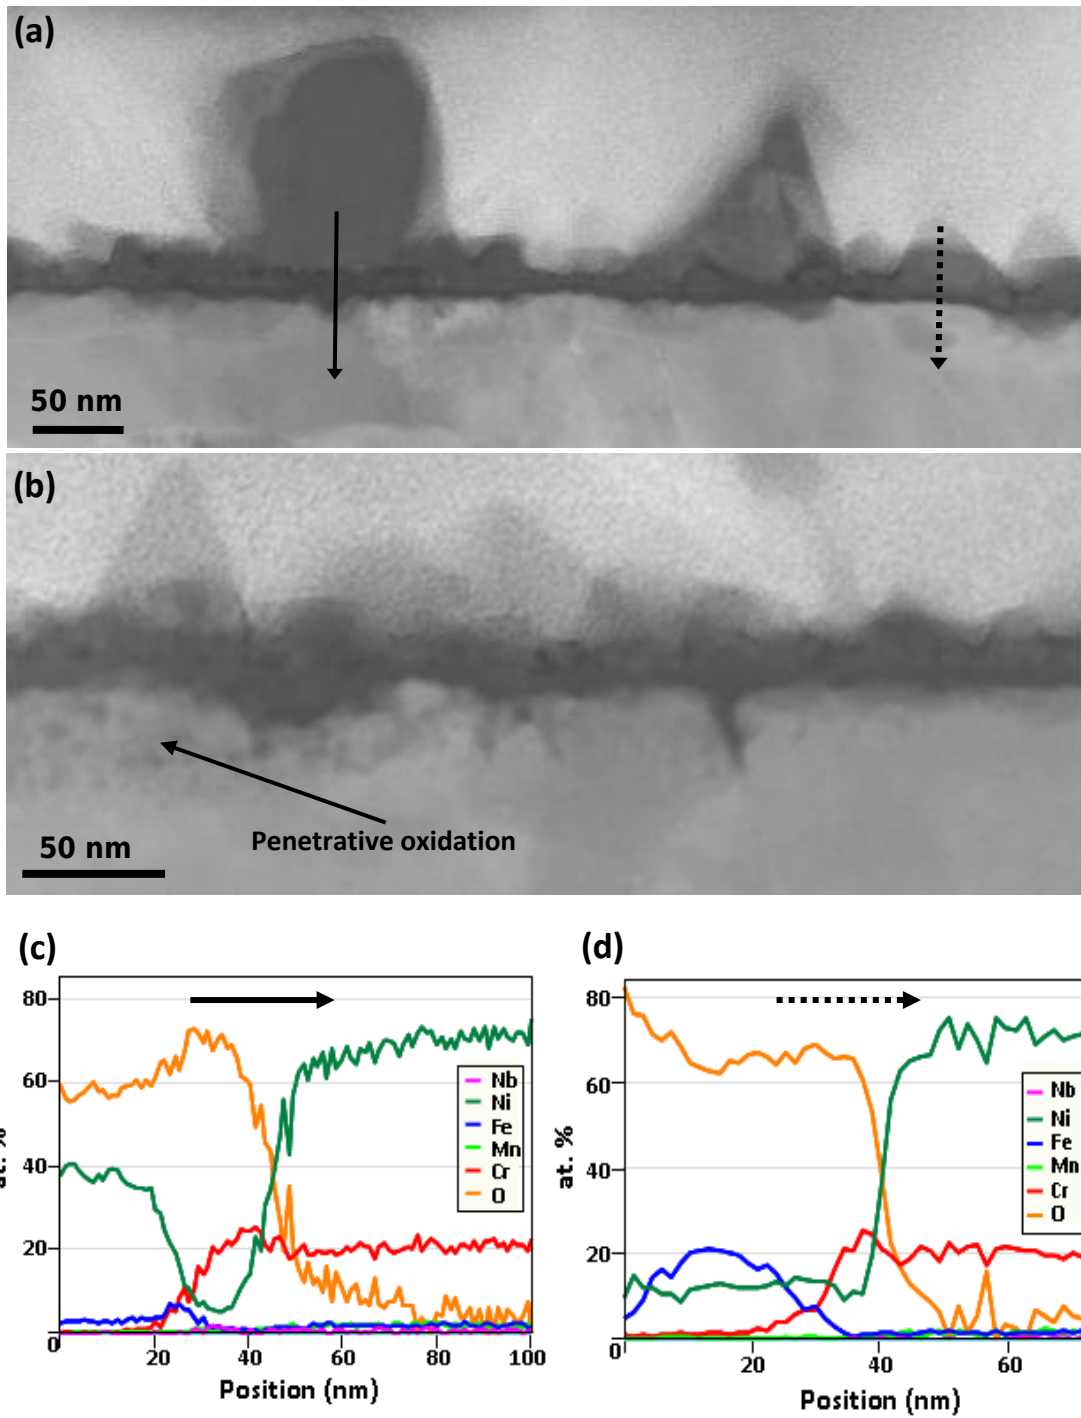 (a)
50 nm
(b)
Penetrative oxidation
50 nm
(c)
80
60
40
20
0
20
40
60
80
100
at. %
Position (nm)
Nb
Ni
Fe
Mn
Cr
O
(d)
80
60
40
20
0
20
40
60
at. %
Position (nm)
Nb
Ni
Fe
Mn
Cr
O